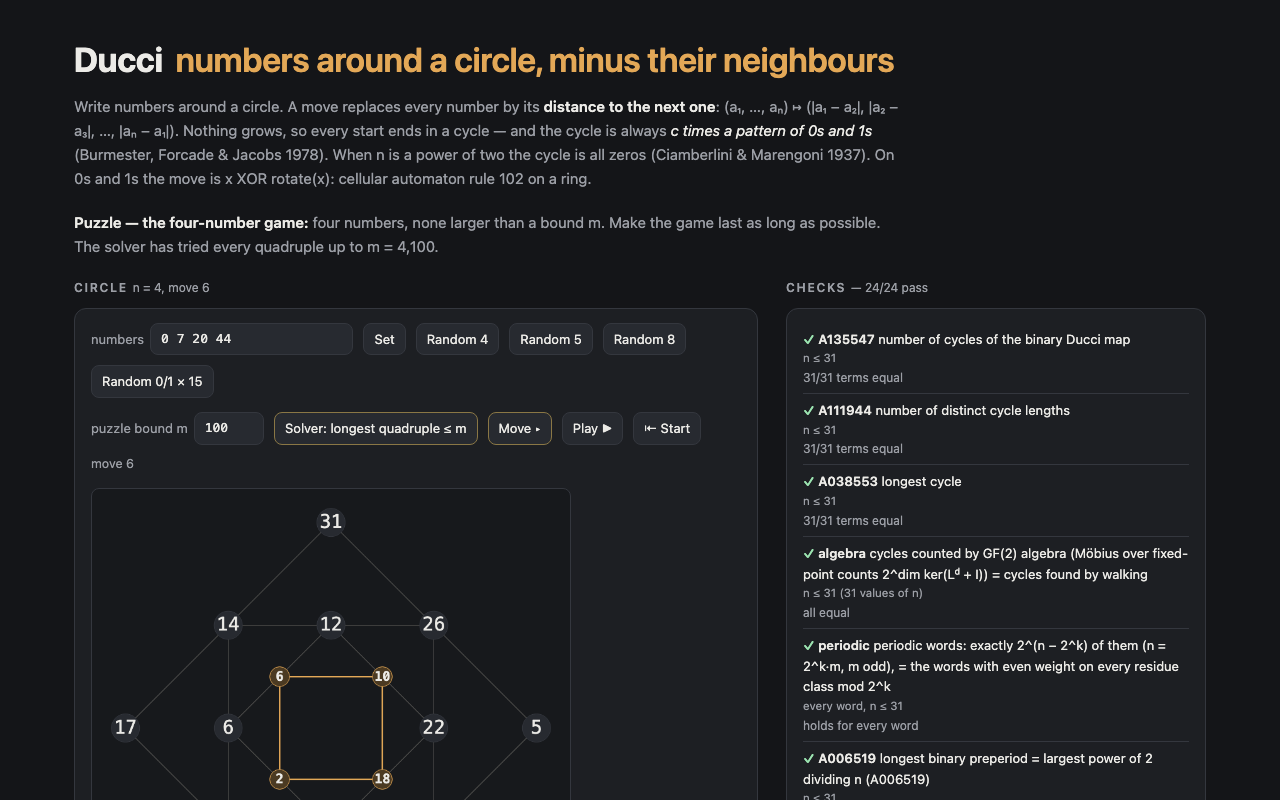 Ducci numbers around a circle, minus their neighbours
Write numbers around a circle. A move replaces every number by its distance to the next one: (a₁, …, aₙ) ↦ (|a₁ − a₂|, |a₂ −
a₃|, …, |aₙ − a₁|). Nothing grows, so every start ends in a cycle — and the cycle is always c times a pattern of 0s and 1s
(Burmester, Forcade & Jacobs 1978). When n is a power of two the cycle is all zeros (Ciamberlini & Marengoni 1937). On
0s and 1s the move is x XOR rotate(x): cellular automaton rule 102 on a ring.
Puzzle — the four-number game: four numbers, none larger than a bound m. Make the game last as long as possible.
The solver has tried every quadruple up to m = 4,100.
CIRCLE n = 4, move 6
numbers 0 7 20 44 Set Random 4 Random 5 Random 8
Random 0/1 × 15
puzzle bound m 100 Solver: longest quadruple ≤ m Move ▸ Play ▶ ⇤ Start
move 6
31
14 12 26
6 10
17 6 22 5
2 18
CHECKS — 24/24 pass
✓ A135547 number of cycles of the binary Ducci map
n ≤ 31
31/31 terms equal
✓ A111944 number of distinct cycle lengths
n ≤ 31
31/31 terms equal
✓ A038553 longest cycle
n ≤ 31
31/31 terms equal
✓ algebra cycles counted by GF(2) algebra (Möbius over fixed-
point counts 2^dim ker(Lᵈ + I)) = cycles found by walking
n ≤ 31 (31 values of n)
all equal
✓ periodic periodic words: exactly 2^(n − 2^k) of them (n =
2^k·m, m odd), = the words with even weight on every residue
class mod 2^k
every word, n ≤ 31
holds for every word
✓ A006519 longest binary preperiod = largest power of 2
dividing n (A006519)
n ≤ 31